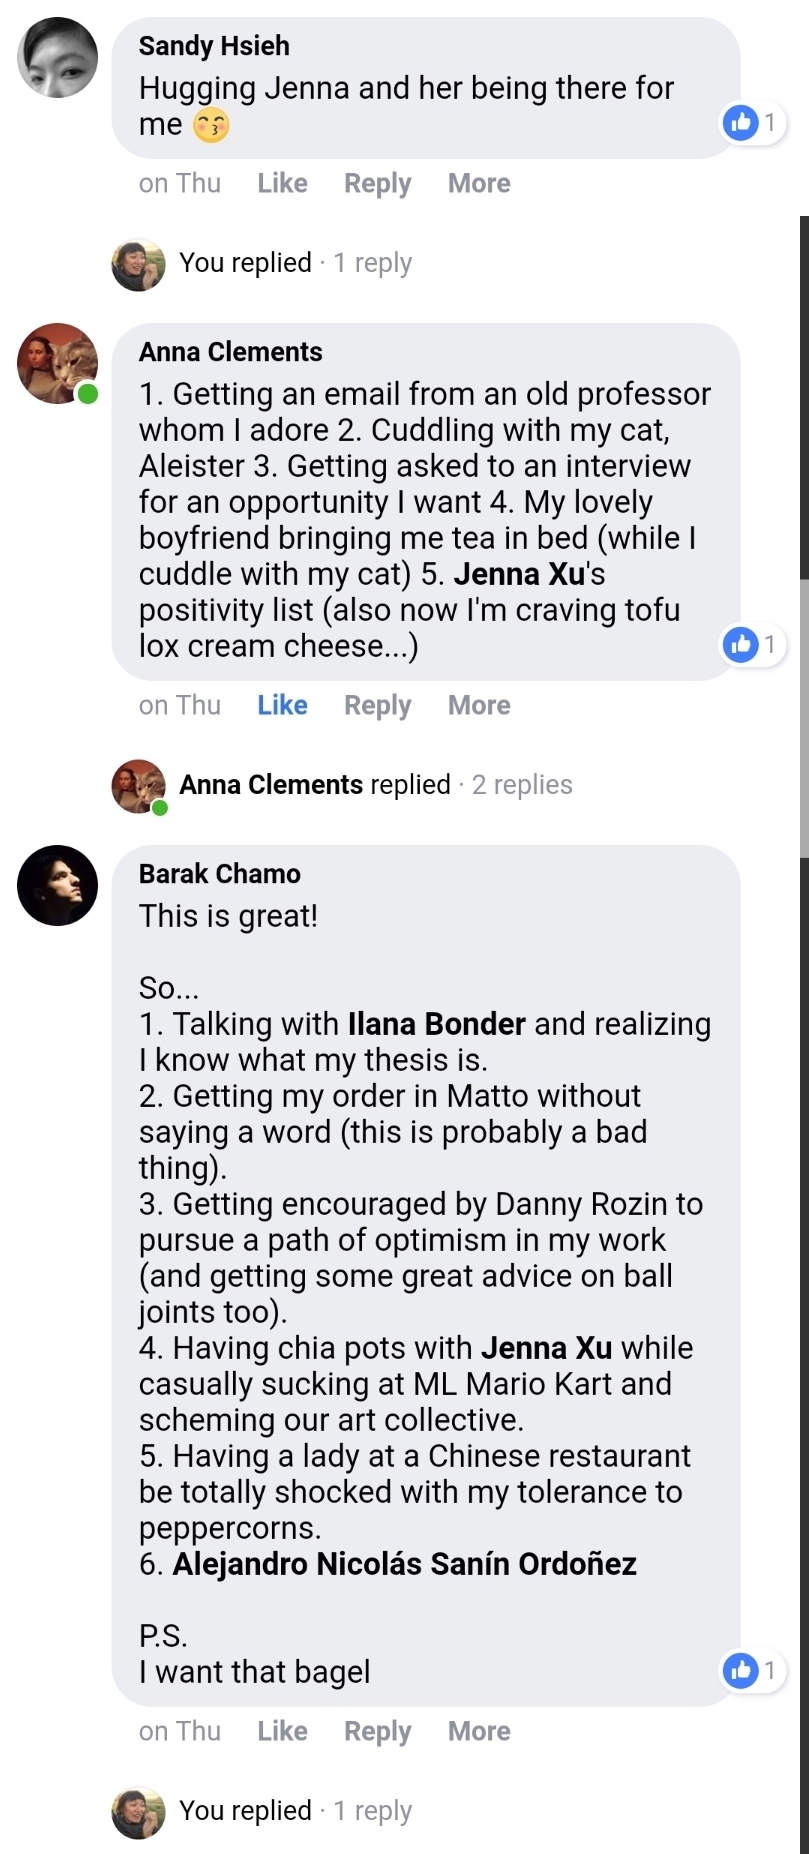 Sandy Hsieh
Hugging Jenna and her being there for
me 😙
1
on Thu Like Reply More
You replied · 1 reply
Anna Clements
1. Getting an email from an old professor
whom I adore 2. Cuddling with my cat,
Aleister 3. Getting asked to an interview
for an opportunity I want 4. My lovely
boyfriend bringing me tea in bed (while I
cuddle with my cat) 5. Jenna Xu's
positivity list (also now I'm craving tofu
lox cream cheese...)
1
on Thu Like Reply More
Anna Clements replied · 2 replies
Barak Chamo
This is great!
So...
1. Talking with Ilana Bonder and realizing
I know what my thesis is.
2. Getting my order in Matto without
saying a word (this is probably a bad
thing).
3. Getting encouraged by Danny Rozin to
pursue a path of optimism in my work
(and getting some great advice on ball
joints too).
4. Having chia pots with Jenna Xu while
casually sucking at ML Mario Kart and
scheming our art collective.
5. Having a lady at a Chinese restaurant
be totally shocked with my tolerance to
peppercorns.
6. Alejandro Nicolás Sanín Ordoñez
P.S.
I want that bagel
1
on Thu Like Reply More
You replied · 1 reply